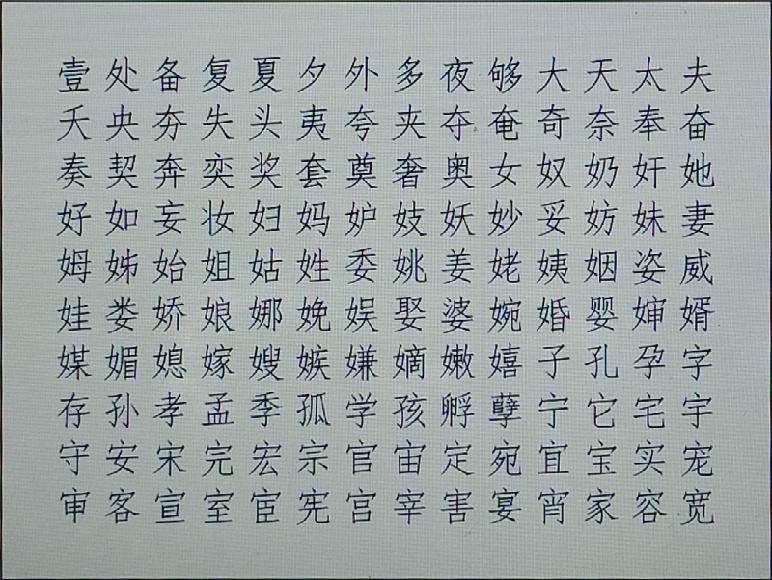 壹处备复夏夕外多夜够大天太夫
夭央夯失头夷夸夹夺奄奇奈奉奋
奏契奔奕奖套奠奢奥女奴奶奸她
好如妄妆妇妈妒妓妖妙妥妨妹妻
姆姊始姐姑姓委姚姜姥姨姻姿威
娃娄娇娘娜娩娱娶婆婉婚婴婶婿
媒媚媳嫁嫂嫉嫌嫡嫩嬉子孔孕字
存孙孝孟季孤学孩孵孽宁它宅宇
守安宋完宏宗官宙定宛宜宝实宠
审客宣室宦宪宫宰害宴宵家容宽